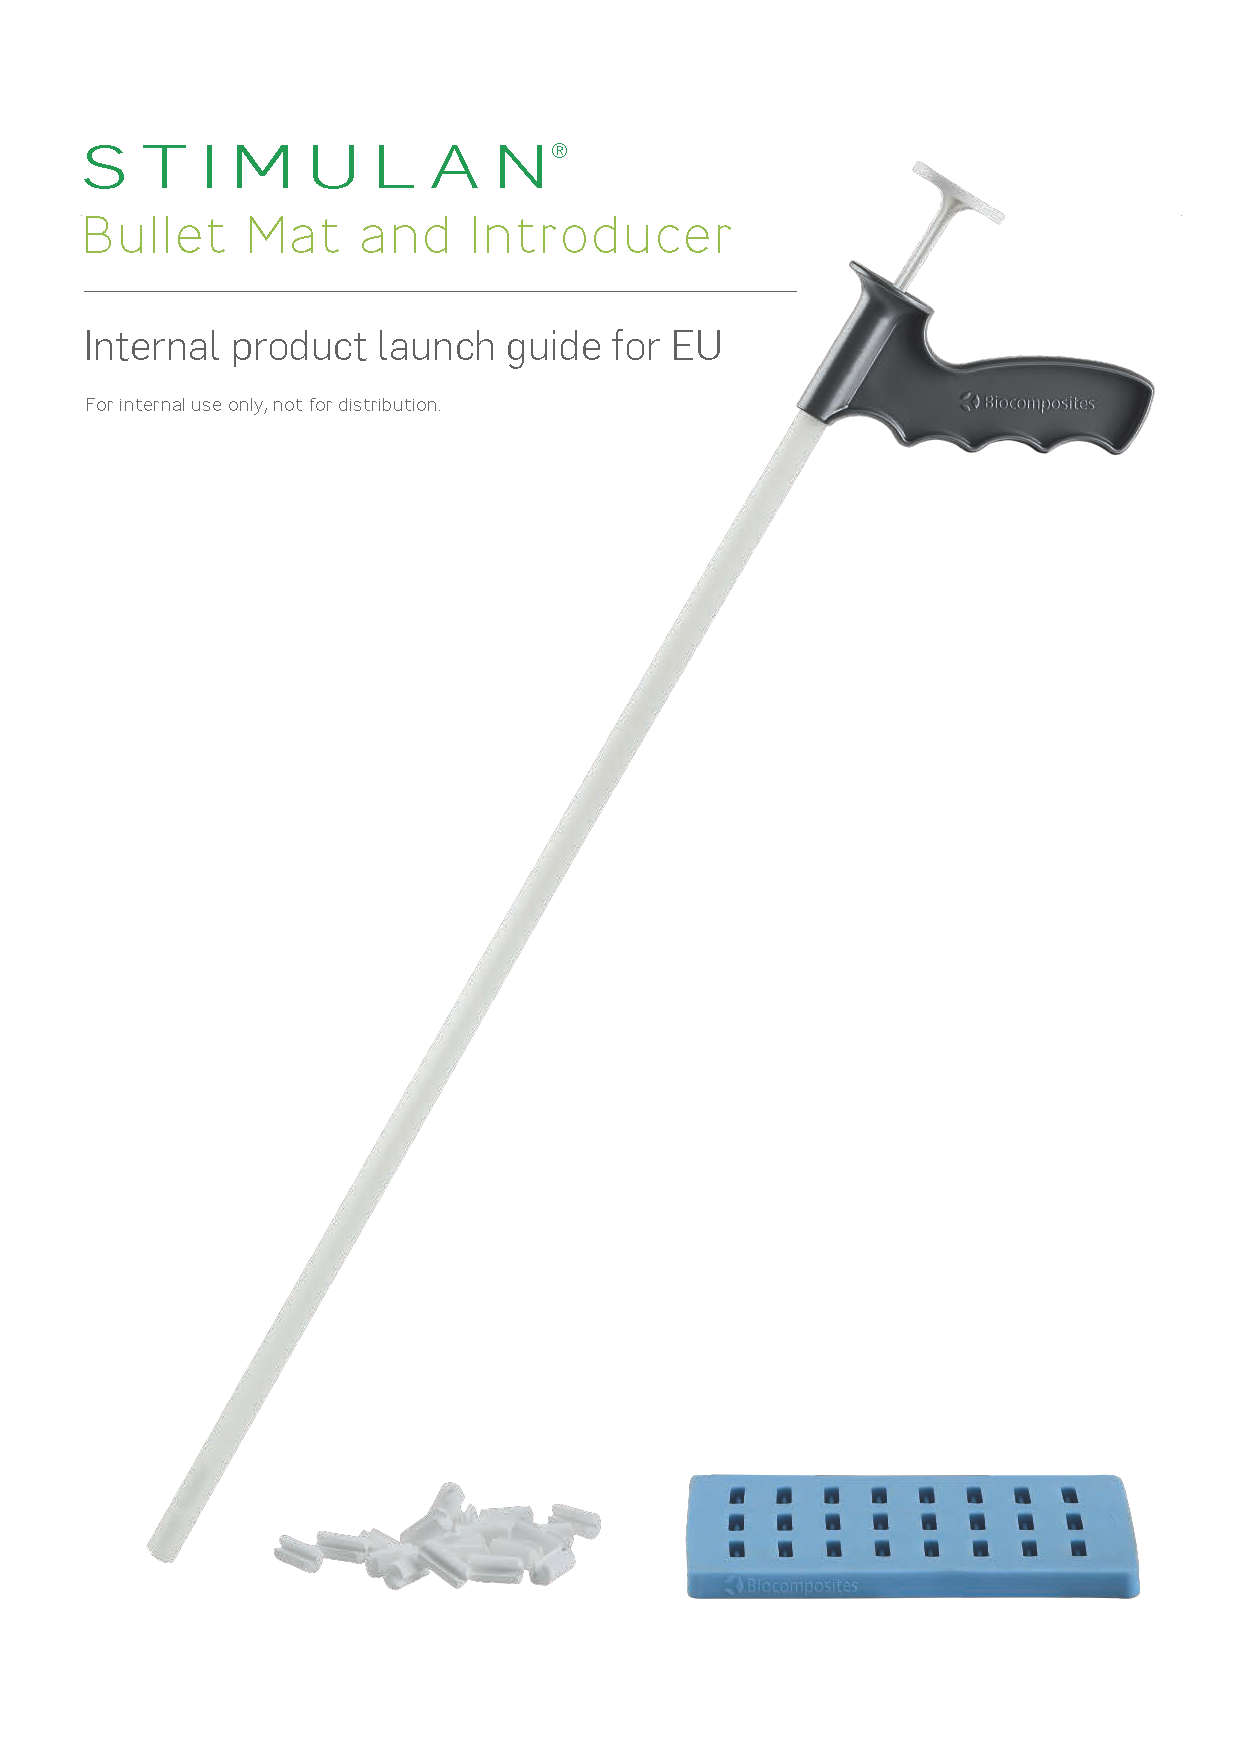 STIMULAN®
Bullet Mat and Introducer
Internal product launch guide for EU
For internal use only, not for distribution.
Biocomposites
Biocomposites